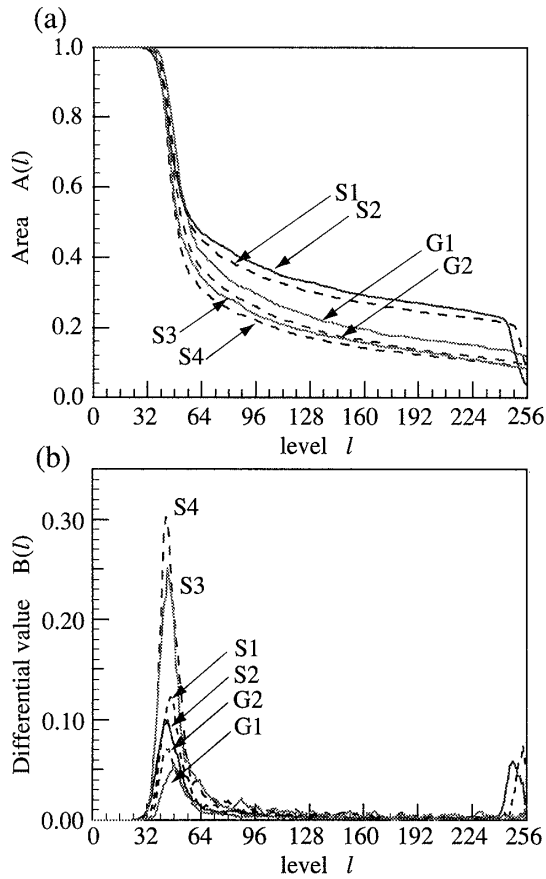 (a)
1.0
0.8
0.6
0.4
0.2
0.0
Area A(l)
S1
S2
G1
G2
S3
S4
0 32 64 96 128 160 192 224 256
level l
(b)
0.30
0.20
0.10
0.00
Differential value B(l)
S4
S3
S1
S2
G2
G1
0 32 64 96 128 160 192 224 256
level l